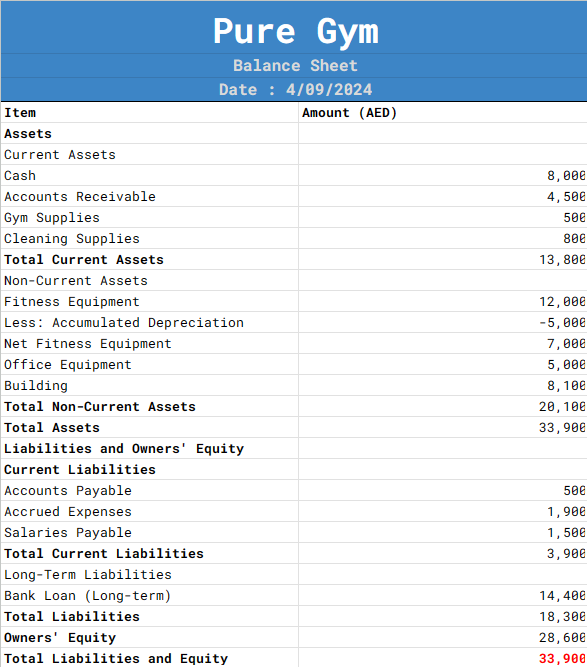 Pure Gym
Balance Sheet
Date : 4/09/2024
Item Amount (AED)
Assets
Current Assets
Cash 8,000
Accounts Receivable 4,500
Gym Supplies 500
Cleaning Supplies 800
Total Current Assets 13,800
Non-Current Assets
Fitness Equipment 12,000
Less: Accumulated Depreciation -5,000
Net Fitness Equipment 7,000
Office Equipment 5,000
Building 8,100
Total Non-Current Assets 20,100
Total Assets 33,900
Liabilities and Owners' Equity
Current Liabilities
Accounts Payable 500
Accrued Expenses 1,900
Salaries Payable 1,500
Total Current Liabilities 3,900
Long-Term Liabilities
Bank Loan (Long-term) 14,400
Total Liabilities 18,300
Owners' Equity 28,600
Total Liabilities and Equity 33,900